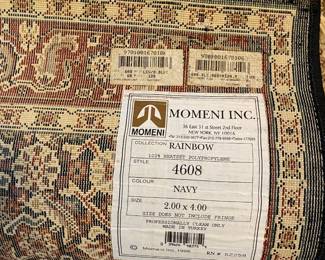 9701001670106
MOMENI
MOMENI INC.
36 East 31 st Street 2nd Floor
NEW YORK, NY 10016
COLLECTION RAINBOW
100% HEATSET POLYPROPYLENE
STYLE 4608
COLOUR NAVY
SIZE 2.00 x 4.00
SIZE DOES NOT INCLUDE FRINGE
PROFESSIONALLY CLEAN ONLY
MADE IN TURKEY